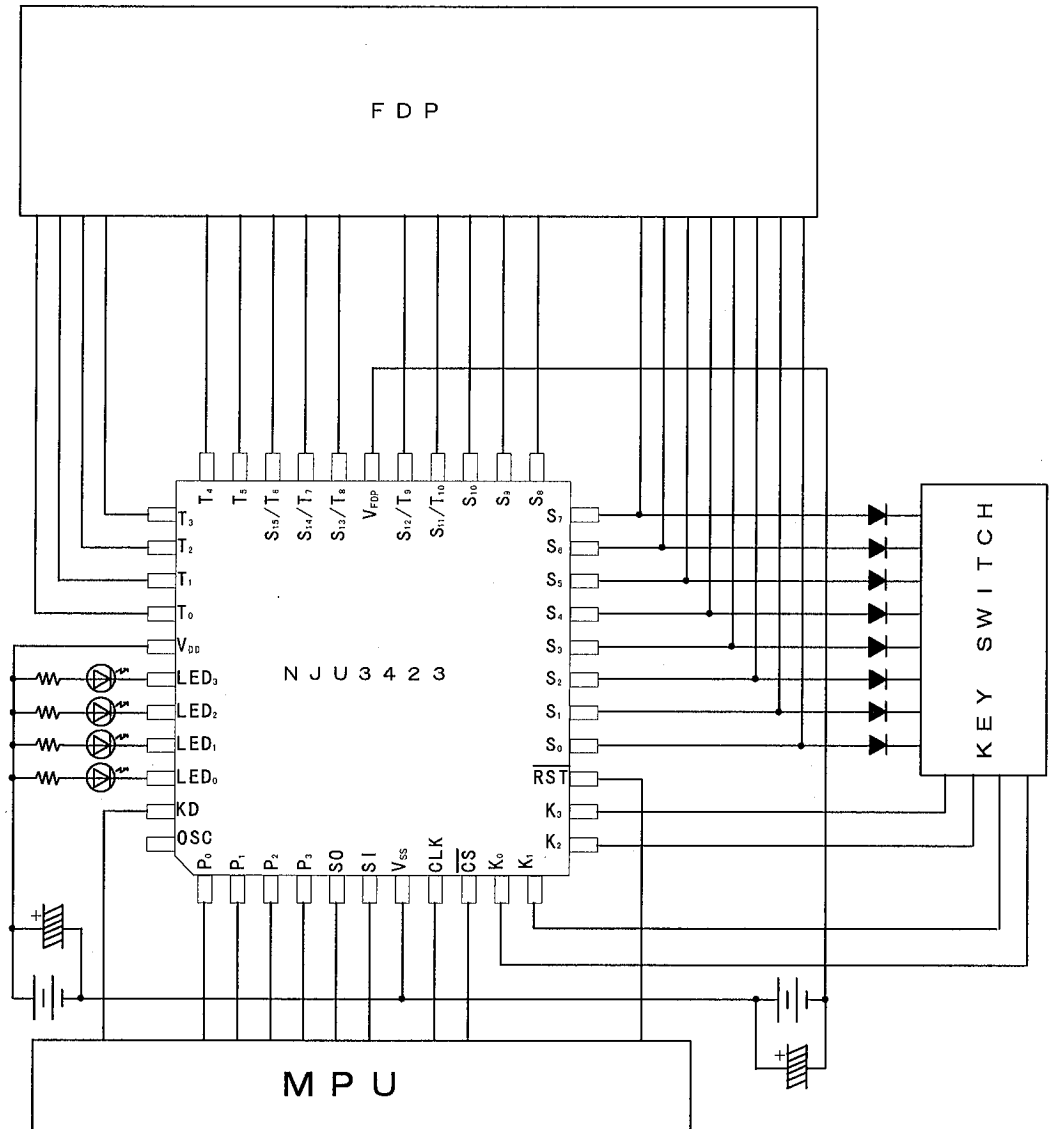 FDP
T4
T5
S15/T6
S14/T7
S13/T8
VFDP
S12/T9
S11/T10
S10
S9
S8
T3
T2
T1
T0
VDD
LED3
LED2
LED1
LED0
KD
OSC
NJU3423
S7
S6
S5
S4
S3
S2
S1
S0
RST
K3
K2
P0
P1
P2
P3
SO
SI
VSS
CLK
CS
K0
K1
KEY SWITCH
+
+
MPU